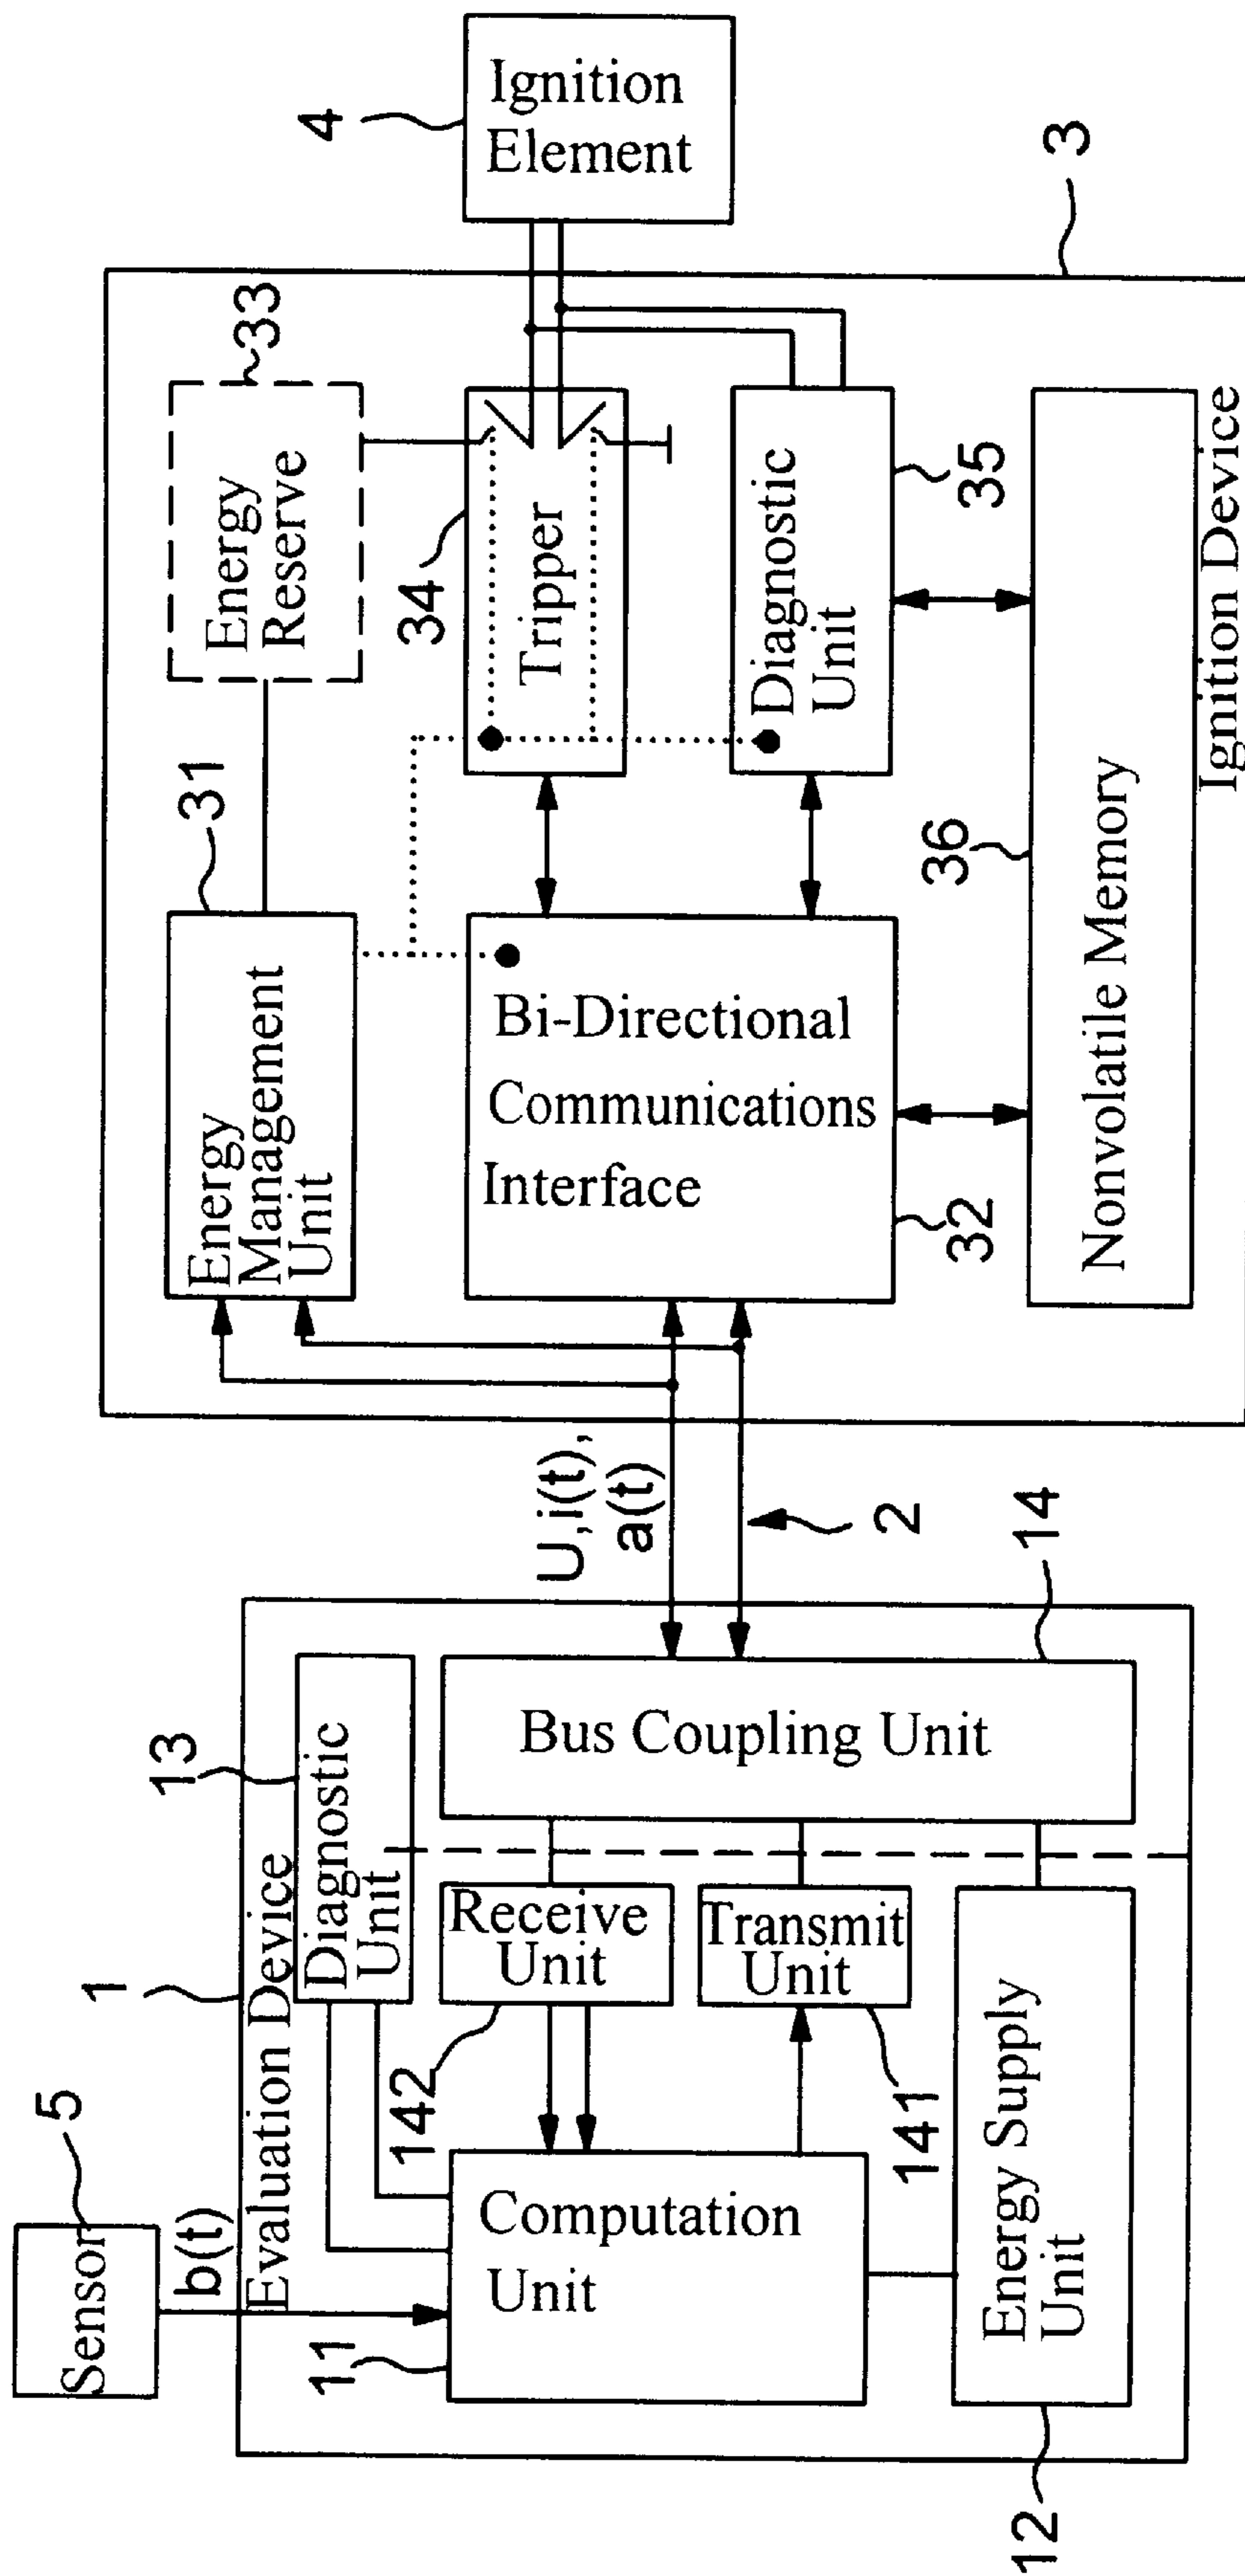 5
Sensor
b(t)
1
Evaluation Device
13
Diagnostic
Unit
142
Receive
Unit
Transmit
Unit
141
11
Computation
Unit
12
Energy Supply
Unit
Bus Coupling Unit
14
U,i(t),
a(t)
2
31
Energy
Management
Unit
Energy
Reserve
33
34
Tripper
Bi-Directional
Communications
Interface
32
Diagnostic
Unit
35
36
Nonvolatile Memory
Ignition Device
3
4
Ignition
Element